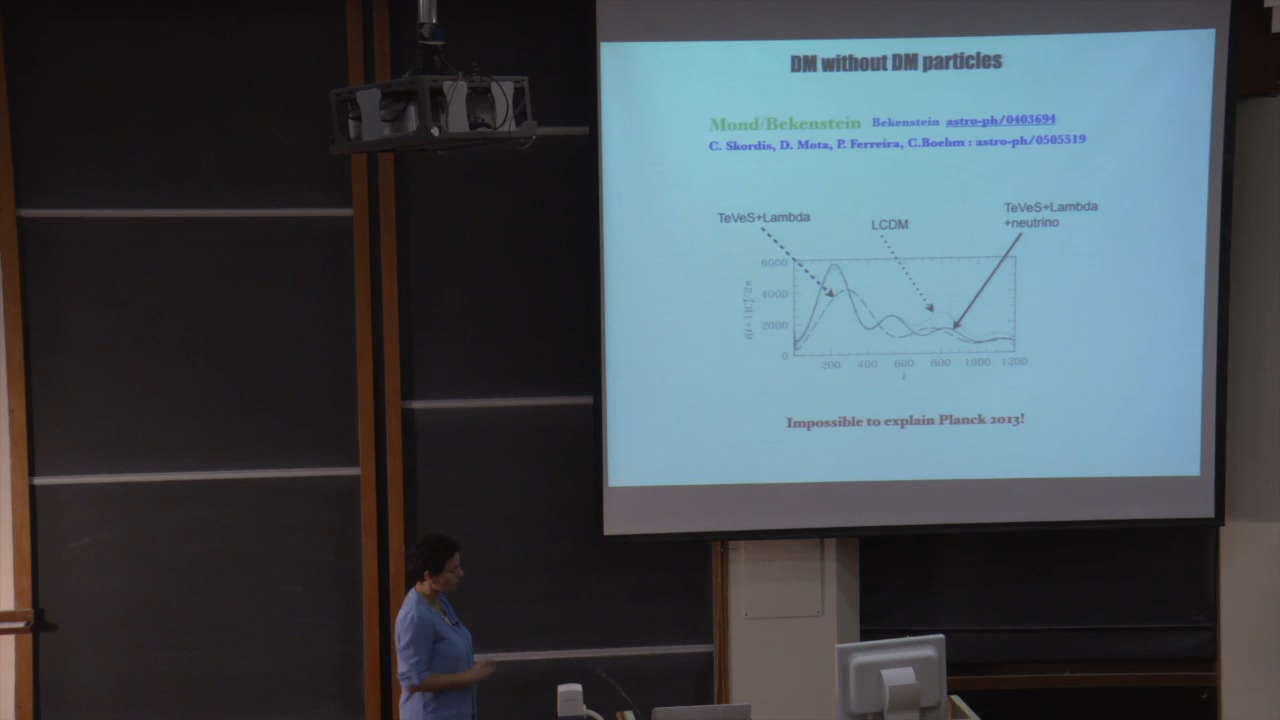 DM without DM particles
Mond/Bekenstein Bekenstein astro-ph/0403694
C. Skordis, D. Mota, P. Ferreira, C.Boehm : astro-ph/0505519
TeVeS+Lambda
LCDM
TeVeS+Lambda
+neutrino
6000
4000
2000
0
200 400 600 800 1000 1200
Impossible to explain Planck 2013!